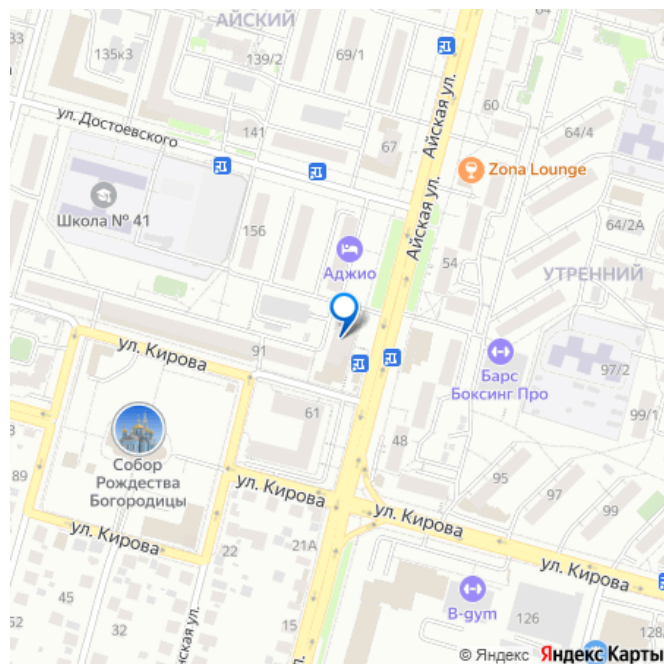 АЙСКИЙ
64
135к3
139/2
69/1
Айская ул.
60
ул. Достоевского
141
67
64/4
Zona Lounge
Школа № 41
156
Айская ул.
64/2А
Аджио
54
УТРЕННИЙ
ул. Кирова
91
Барс
Боксинг Про
97/2
61
99/1
48
Собор
Рождества
Богородицы
89
95
97
99
ул. Кирова
ул. Кирова
ул. Кирова
22
21А
ул. Кирова
45
B-gym
126
52
32
нская ул.
15
128/
© Яндекс Яндекс Карты